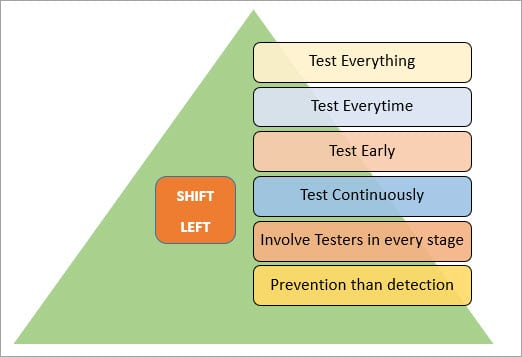 Test Everything
Test Everytime
Test Early
SHIFT
LEFT
Test Continuously
Involve Testers in every stage
Prevention than detection